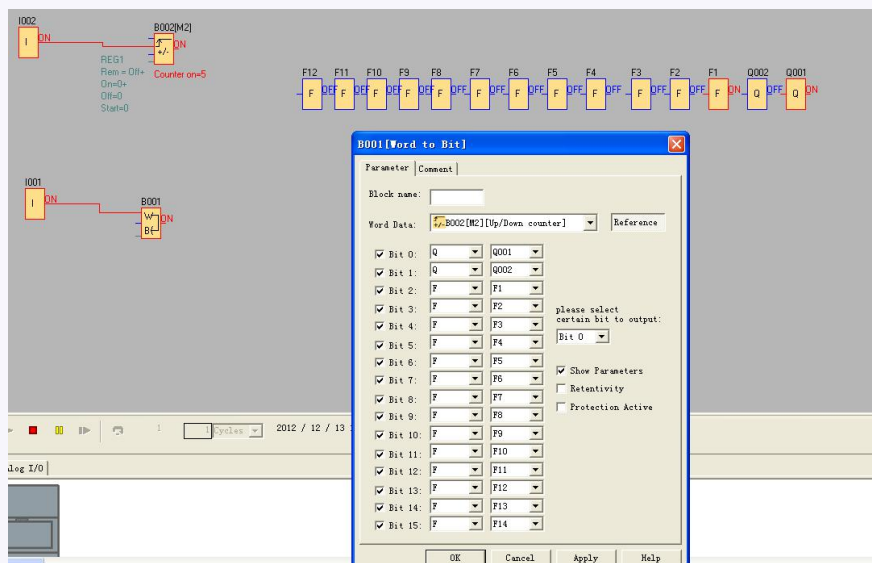 I002
B002[M2]
I ON
+/- ON
REG1
Rem = Off+
On=0+
Off=0
Start=0
Counter on=5
F12 F11 F10 F9 F8 F7 F6 F5 F4 F3 F2 F1 Q002 Q001
F OFF F OFF F OFF F OFF F OFF F OFF F OFF F OFF F OFF F OFF F OFF F ON Q OFF Q ON
I001
I ON
B001
W ON
B
B001[Word to Bit]
Parameter Comment
Block name:
Word Data: +/- B002[M2][Up/Down counter] Reference
Bit 0: Q Q001
Bit 1: Q Q002
Bit 2: F F1
Bit 3: F F2
Bit 4: F F3
Bit 5: F F4
Bit 6: F F5
Bit 7: F F6
Bit 8: F F7
Bit 9: F F8
Bit 10: F F9
Bit 11: F F10
Bit 12: F F11
Bit 13: F F12
Bit 14: F F13
Bit 15: F F14
please select
certain bit to output:
Bit 0
Show Parameters
Retentivity
Protection Active
1 1 Cycles 2012 / 12 / 13
alog I/O
OK Cancel Apply Help